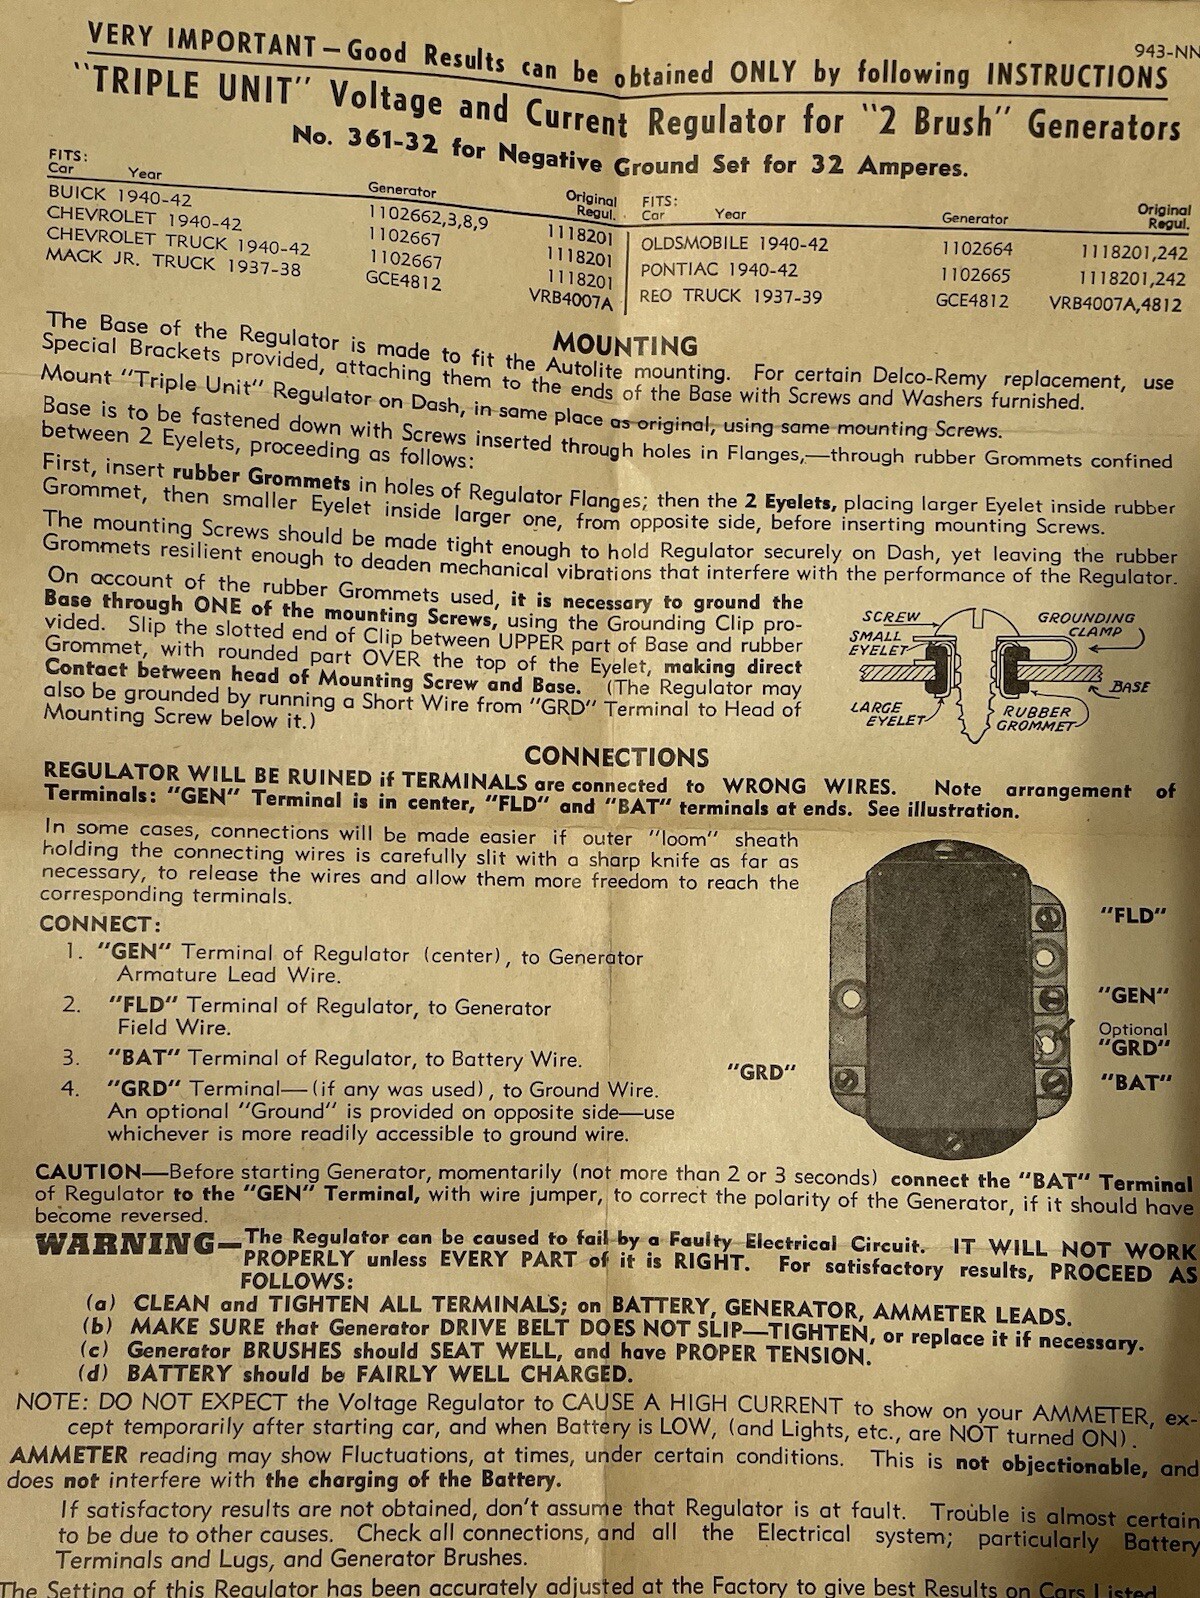 943-NN
VERY IMPORTANT — Good Results can be obtained ONLY by following INSTRUCTIONS
"TRIPLE UNIT" Voltage and Current Regulator for "2 Brush" Generators
No. 361-32 for Negative Ground Set for 32 Amperes.
FITS:
Car Year Generator Original Regul.
BUICK 1940-42 1102662,3,8,9 1118201
CHEVROLET 1940-42 1102667 1118201
CHEVROLET TRUCK 1940-42 1102667 1118201
MACK JR. TRUCK 1937-38 GCE4812 VRB4007A
FITS:
Car Year Generator Original Regul.
OLDSMOBILE 1940-42 1102664 1118201,242
PONTIAC 1940-42 1102665 1118201,242
REO TRUCK 1937-39 GCE4812 VRB4007A,4812
MOUNTING
The Base of the Regulator is made to fit the Autolite mounting. For certain Delco-Remy replacement, use
Special Brackets provided, attaching them to the ends of the Base with Screws and Washers furnished.
Mount "Triple Unit" Regulator on Dash, in same place as original, using same mounting Screws.
Base is to be fastened down with Screws inserted through holes in Flanges,—through rubber Grommets confined
between 2 Eyelets, proceeding as follows:
First, insert rubber Grommets in holes of Regulator Flanges; then the 2 Eyelets, placing larger Eyelet inside rubber
Grommet, then smaller Eyelet inside larger one, from opposite side, before inserting mounting Screws.
The mounting Screws should be made tight enough to hold Regulator securely on Dash, yet leaving the rubber
Grommets resilient enough to deaden mechanical vibrations that interfere with the performance of the Regulator.
On account of the rubber Grommets used, it is necessary to ground the
Base through ONE of the mounting Screws, using the Grounding Clip pro-
vided. Slip the slotted end of Clip between UPPER part of Base and rubber
Grommet, with rounded part OVER the top of the Eyelet, making direct
Contact between head of Mounting Screw and Base. (The Regulator may
also be grounded by running a Short Wire from "GRD" Terminal to Head of
Mounting Screw below it.)
SCREW
SMALL
EYELET
LARGE
EYELET
GROUNDING
CLAMP
BASE
RUBBER
GROMMET
CONNECTIONS
REGULATOR WILL BE RUINED if TERMINALS are connected to WRONG WIRES. Note arrangement of
Terminals: "GEN" Terminal is in center, "FLD" and "BAT" terminals at ends. See illustration.
In some cases, connections will be made easier if outer "loom" sheath
holding the connecting wires is carefully slit with a sharp knife as far as
necessary, to release the wires and allow them more freedom to reach the
corresponding terminals.
CONNECT:
1. "GEN" Terminal of Regulator (center), to Generator
Armature Lead Wire.
2. "FLD" Terminal of Regulator, to Generator
Field Wire.
3. "BAT" Terminal of Regulator, to Battery Wire.
4. "GRD" Terminal—(if any was used), to Ground Wire.
An optional "Ground" is provided on opposite side—use
whichever is more readily accessible to ground wire.
"FLD"
"GEN"
Optional
"GRD"
"BAT"
"GRD"
CAUTION—Before starting Generator, momentarily (not more than 2 or 3 seconds) connect the "BAT" Terminal
of Regulator to the "GEN" Terminal, with wire jumper, to correct the polarity of the Generator, if it should have
become reversed.
WARNING—The Regulator can be caused to fail by a Faulty Electrical Circuit. IT WILL NOT WORK
PROPERLY unless EVERY PART of it is RIGHT. For satisfactory results, PROCEED AS
FOLLOWS:
(a) CLEAN and TIGHTEN ALL TERMINALS; on BATTERY, GENERATOR, AMMETER LEADS.
(b) MAKE SURE that Generator DRIVE BELT DOES NOT SLIP—TIGHTEN, or replace it if necessary.
(c) Generator BRUSHES should SEAT WELL, and have PROPER TENSION.
(d) BATTERY should be FAIRLY WELL CHARGED.
NOTE: DO NOT EXPECT the Voltage Regulator to CAUSE A HIGH CURRENT to show on your AMMETER, ex-
cept temporarily after starting car, and when Battery is LOW, (and Lights, etc., are NOT turned ON).
AMMETER reading may show Fluctuations, at times, under certain conditions. This is not objectionable, and
does not interfere with the charging of the Battery.
If satisfactory results are not obtained, don't assume that Regulator is at fault. Trouble is almost certain
to be due to other causes. Check all connections, and all the Electrical system; particularly Battery
Terminals and Lugs, and Generator Brushes.
The Setting of this Regulator has been accurately adjusted at the Factory to give best Results on Cars Listed